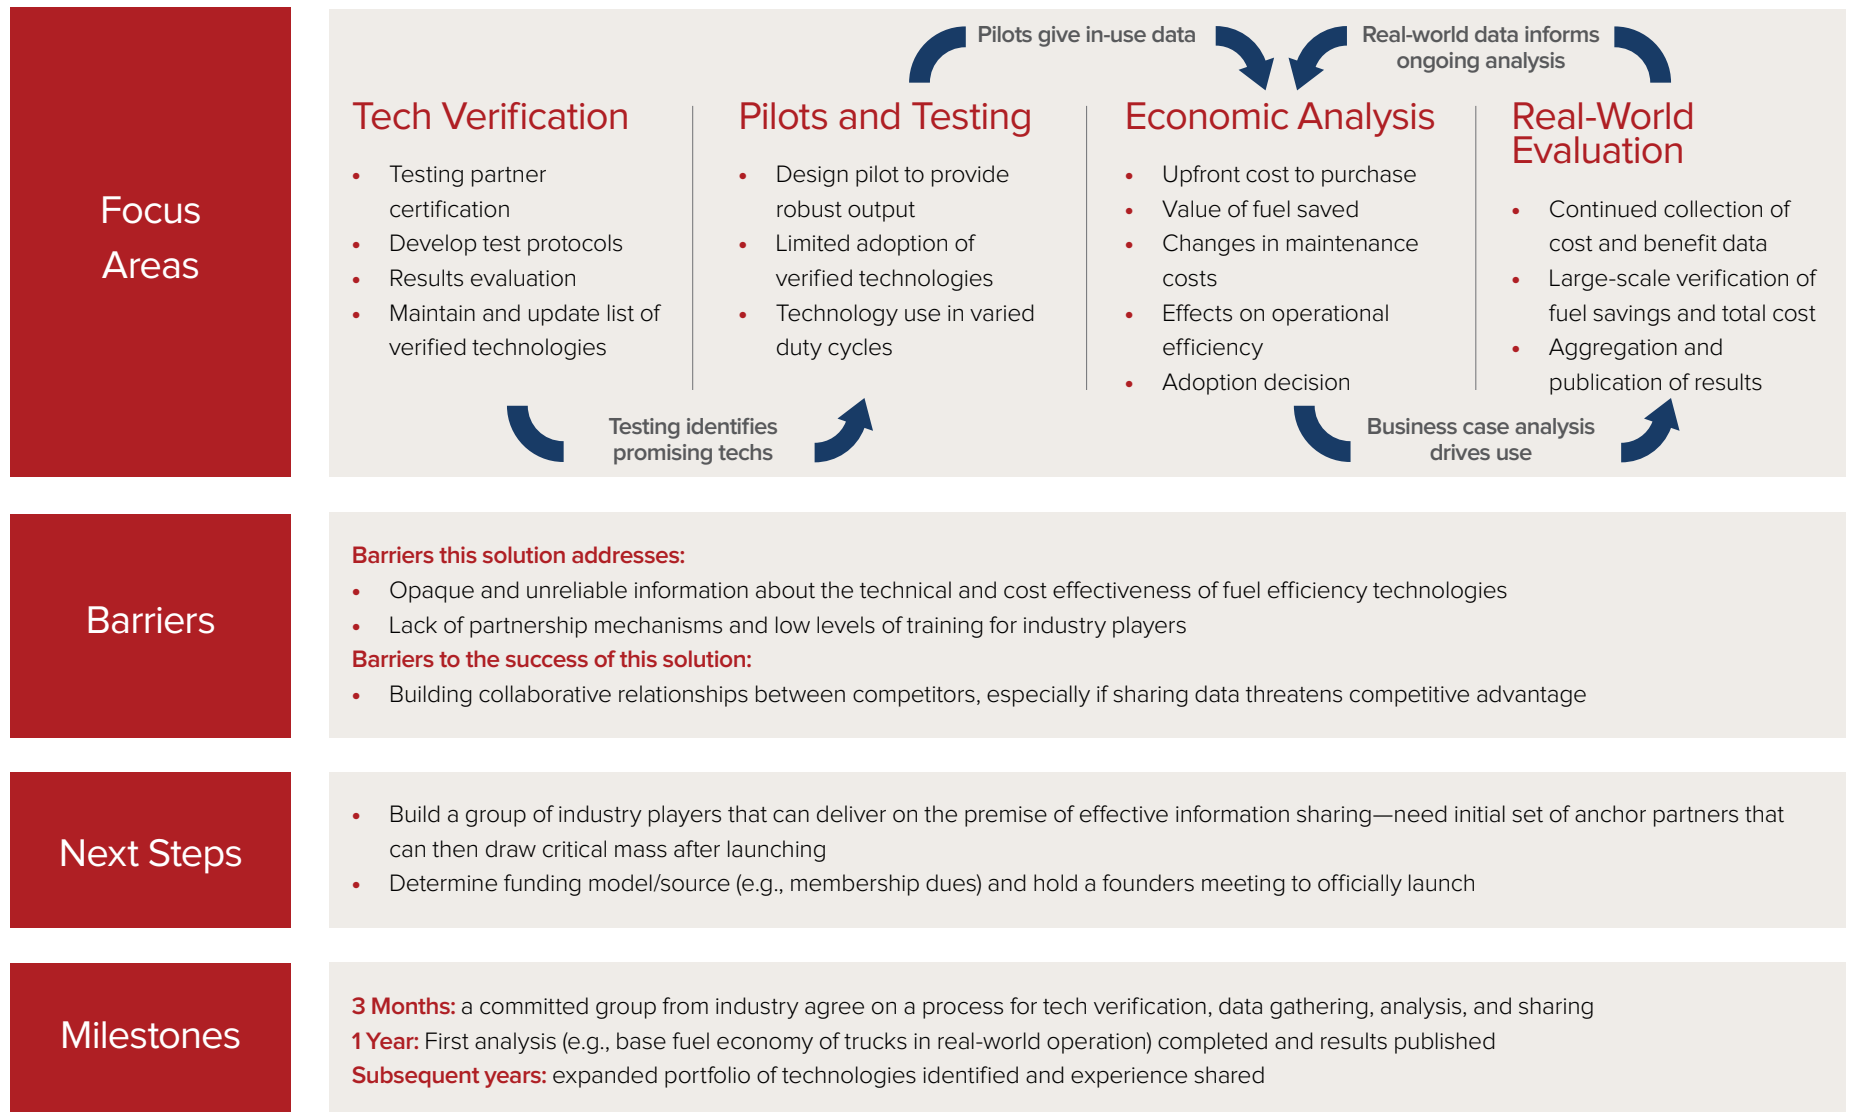 Focus
Areas
Pilots give in-use data
Real-world data informs
ongoing analysis
Tech Verification
• Testing partner
certification
• Develop test protocols
• Results evaluation
• Maintain and update list of
verified technologies
Pilots and Testing
• Design pilot to provide
robust output
• Limited adoption of
verified technologies
• Technology use in varied
duty cycles
Economic Analysis
• Upfront cost to purchase
• Value of fuel saved
• Changes in maintenance
costs
• Effects on operational
efficiency
• Adoption decision
Real-World
Evaluation
• Continued collection of
cost and benefit data
• Large-scale verification of
fuel savings and total cost
• Aggregation and
publication of results
Testing identifies
promising techs
Business case analysis
drives use
Barriers
Barriers this solution addresses:
• Opaque and unreliable information about the technical and cost effectiveness of fuel efficiency technologies
• Lack of partnership mechanisms and low levels of training for industry players
Barriers to the success of this solution:
• Building collaborative relationships between competitors, especially if sharing data threatens competitive advantage
Next Steps
• Build a group of industry players that can deliver on the premise of effective information sharing—need initial set of anchor partners that
can then draw critical mass after launching
• Determine funding model/source (e.g., membership dues) and hold a founders meeting to officially launch
Milestones
3 Months: a committed group from industry agree on a process for tech verification, data gathering, analysis, and sharing
1 Year: First analysis (e.g., base fuel economy of trucks in real-world operation) completed and results published
Subsequent years: expanded portfolio of technologies identified and experience shared